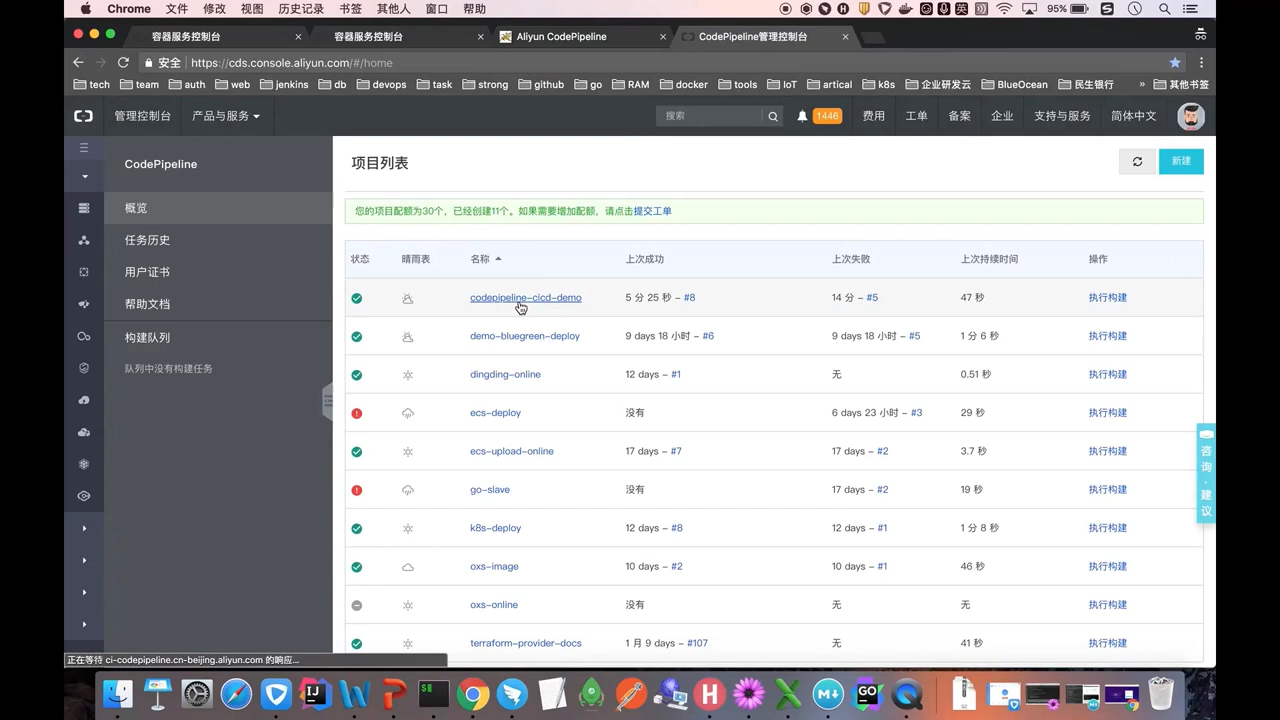 Chrome 文件 修改 视图 历史记录 书签 其他人 窗口 帮助 95%
容器服务控制台 容器服务控制台 Aliyun CodePipeline CodePipeline管理控制台
安全 https://cds.console.aliyun.com/#/home
tech team auth web jenkins db devops task strong github go RAM docker tools IoT artical k8s 企业研发云 BlueOcean 民生银行 » 其他书签
管理控制台 产品与服务 搜索 1446 费用 工单 备案 企业 支持与服务 简体中文
CodePipeline
概览
任务历史
用户证书
帮助文档
构建队列
队列中没有构建任务
项目列表
新建
您的项目配额为30个，已经创建11个。如果需要增加配额，请点击提交工单
状态 晴雨表 名称 上次成功 上次失败 上次持续时间 操作
codepipeline-cicd-demo 5 分 25 秒 – #8 14 分 – #5 47 秒 执行构建
demo-bluegreen-deploy 9 days 18 小时 – #6 9 days 18 小时 – #5 1 分 6 秒 执行构建
dingding-online 12 days – #1 无 0.51 秒 执行构建
ecs-deploy 没有 6 days 23 小时 – #3 29 秒 执行构建
ecs-upload-online 17 days – #7 17 days – #2 3.7 秒 执行构建
go-slave 没有 17 days – #2 19 秒 执行构建
k8s-deploy 12 days – #8 12 days – #1 1 分 8 秒 执行构建
oxs-image 10 days – #2 10 days – #1 46 秒 执行构建
oxs-online 没有 无 无 执行构建
terraform-provider-docs 1 月 9 days – #107 无 41 秒 执行构建
咨询·建议
正在等待 ci-codepipeline.cn-beijing.aliyun.com 的响应...